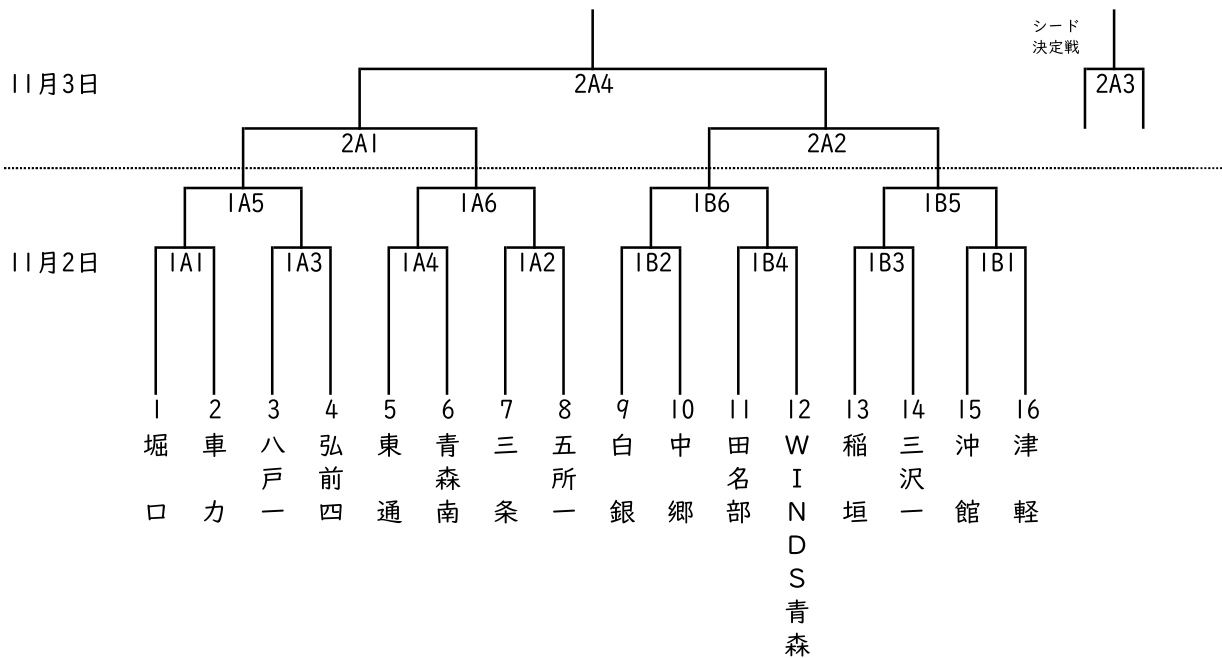 シード
決定戦
11月3日
2A4
2A3
2A1
2A2
1A5
1A6
1B6
1B5
11月2日
1A1
1A3
1A4
1A2
1B2
1B4
1B3
1B1
1
堀口
2
車力
3
八戸一
4
弘前四
5
東通
6
青森南
7
三条
8
五所一
9
白銀
10
中郷
11
田名部
12
WINDS青森
13
稲垣
14
三沢一
15
沖館
16
津軽